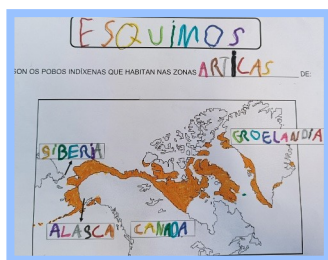 ESQUIMOS
SON OS POBOS INDÍXENAS QUE HABITAN NAS ZONAS ARTICAS DE:
GROELANDIA
SIBERIA
ALASCA
CANADA